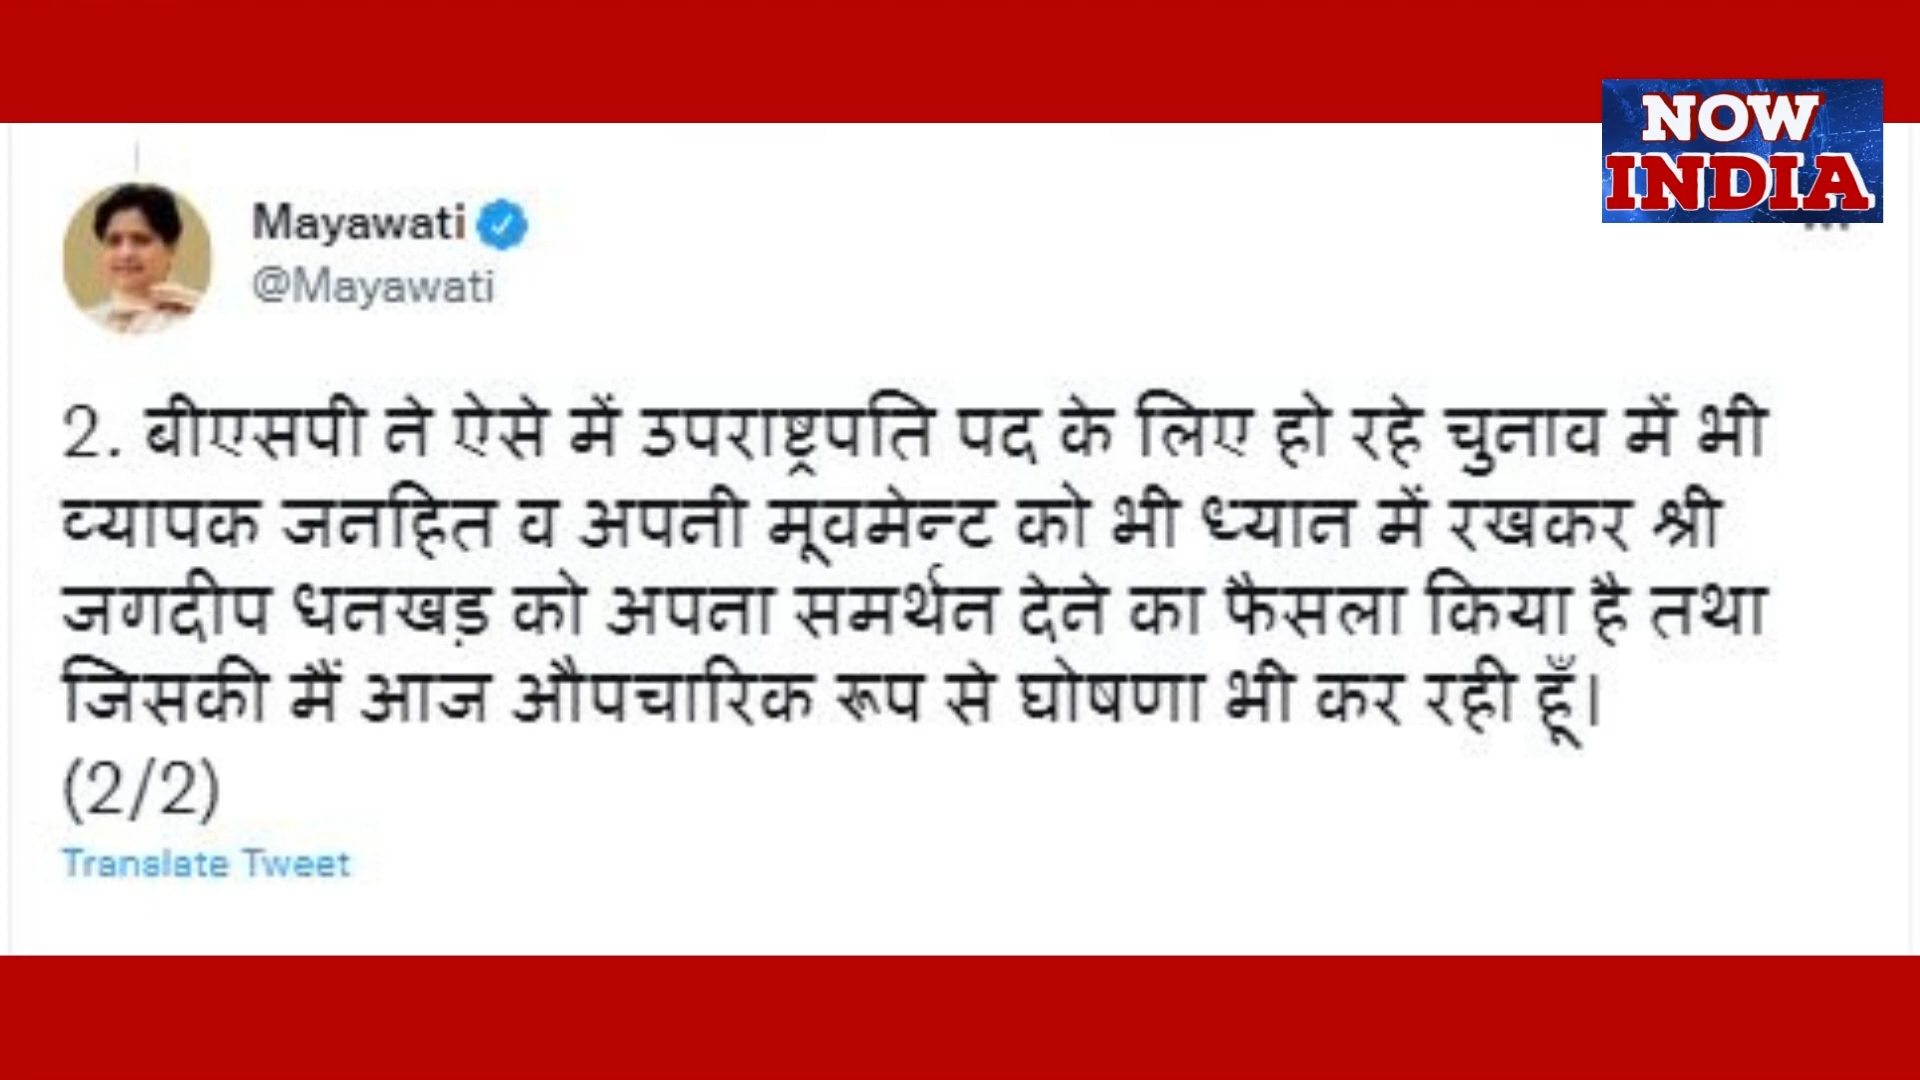 NOW
INDIA
Mayawati
@Mayawati
2. बीएसपी ने ऐसे में उपराष्ट्रपति पद के लिए हो रहे चुनाव में भी
व्यापक जनहित व अपनी मूवमेन्ट को भी ध्यान में रखकर श्री
जगदीप धनखड़ को अपना समर्थन देने का फैसला किया है तथा
जिसकी मैं आज औपचारिक रूप से घोषणा भी कर रही हूँ।
(2/2)
Translate Tweet